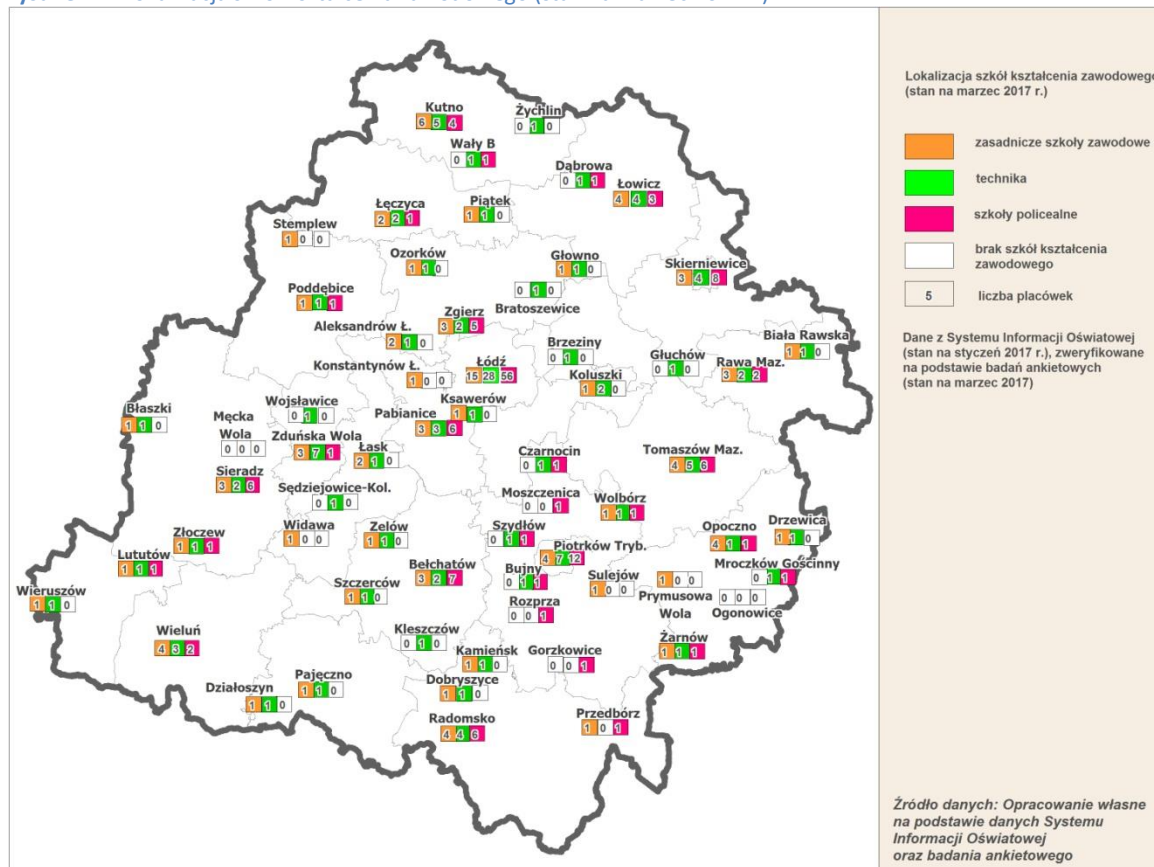 Kutno
6 5 4
Żychlin
0 1 0
Wały B
0 1 1
Dąbrowa
0 1 1
Łowicz
4 4 3
Łęczyca
2 2 1
Piątek
1 1 0
Stemplew
1 0 0
Ozorków
1 1 0
Głowno
1 1 0
Skierniewice
3 4 8
Poddębice
1 1 1
0 1 0
Bratoszewice
Zgierz
3 2 5
Aleksandrów Ł.
2 1 0
Brzeziny
0 1 0
Biała Rawska
1 1 0
Głuchów
0 1 0
Rawa Maz.
3 2 2
Konstantynów Ł.
1 0 0
Łódź
15 28 56
Koluszki
1 2 0
Ksawerów
1 1 0
Pabianice
3 3 6
Błaszki
1 1 0
Wojsławice
0 1 0
Męcka
Wola
0 0 0
Zduńska Wola
3 7 1
Łask
2 1 0
Czarnocin
0 1 1
Tomaszów Maz.
4 5 6
Sieradz
3 2 6
Sędziejowice-Kol.
0 1 0
Moszczenica
0 0 1
Wolbórz
1 1 1
Złoczew
1 1 1
Widawa
1 0 0
Zelów
1 1 0
Szydłów
0 1 1
Opoczno
4 1 1
Drzewica
1 1 0
Lututów
1 1 1
Piotrków Tryb.
4 7 12
Bełchatów
3 2 7
Bujny
0 1 1
Sulejów
1 0 0
1 0 0
Prymusowa
Wola
Mroczków Gościnny
0 1 1
0 0 0
Ogonowice
Wieruszów
1 1 0
Szczerców
1 1 0
Rozprza
0 0 1
Wieluń
4 3 2
Kleszczów
0 1 0
Kamieńsk
1 1 0
Gorzkowice
0 0 1
Żarnów
1 1 1
Pajęczno
1 1 0
Działoszyn
1 1 0
Dobryszyce
1 1 0
Radomsko
4 4 6
Przedbórz
1 0 1
Lokalizacja szkół kształcenia zawodowego
(stan na marzec 2017 r.)
zasadnicze szkoły zawodowe
technika
szkoły policealne
brak szkół kształcenia
zawodowego
5 liczba placówek
Dane z Systemu Informacji Oświatowej
(stan na styczeń 2017 r.), zweryfikowane
na podstawie badań ankietowych
(stan na marzec 2017)
Źródło danych: Opracowanie własne
na podstawie danych Systemu
Informacji Oświatowej
oraz badania ankietowego